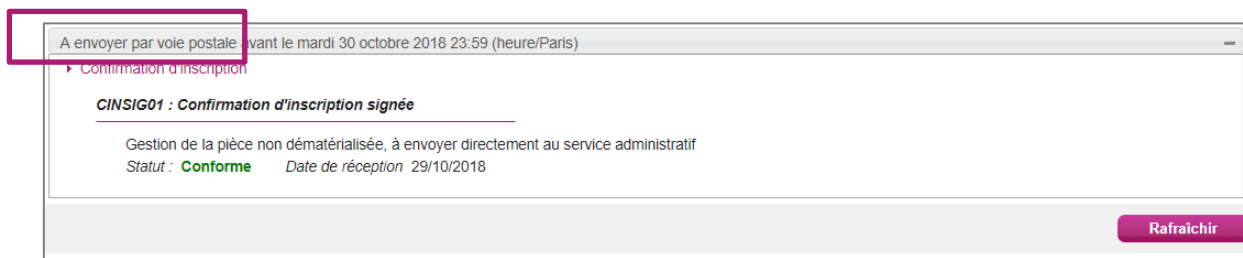 A envoyer par voie postale avant le mardi 30 octobre 2018 23:59 (heure/Paris)
Confirmation d'inscription
CINSIG01 : Confirmation d'inscription signée
Gestion de la pièce non dématérialisée, à envoyer directement au service administratif
Statut : Conforme Date de réception 29/10/2018
Rafraîchir